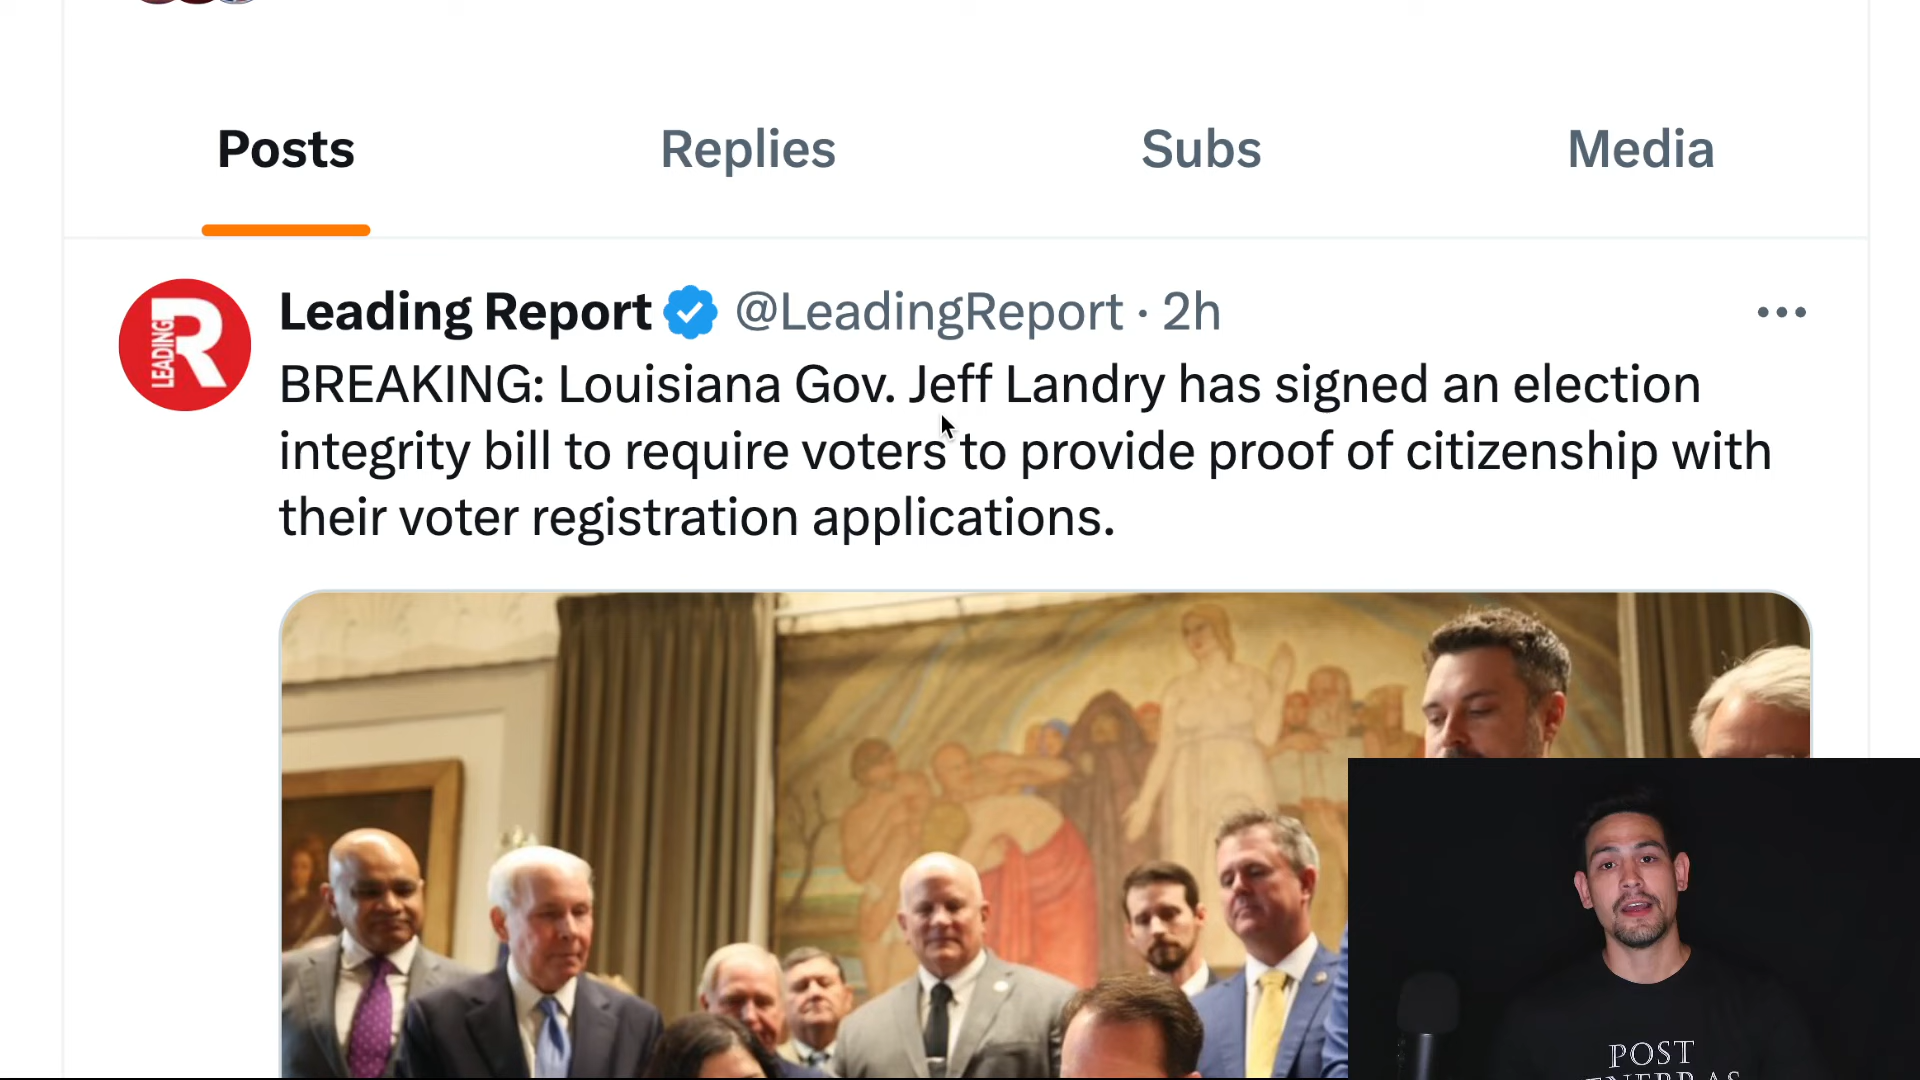 Posts
Replies
Subs
Media
Leading Report @LeadingReport · 2h
LEADING R
BREAKING: Louisiana Gov. Jeff Landry has signed an election
integrity bill to require voters to provide proof of citizenship with
their voter registration applications.
POST